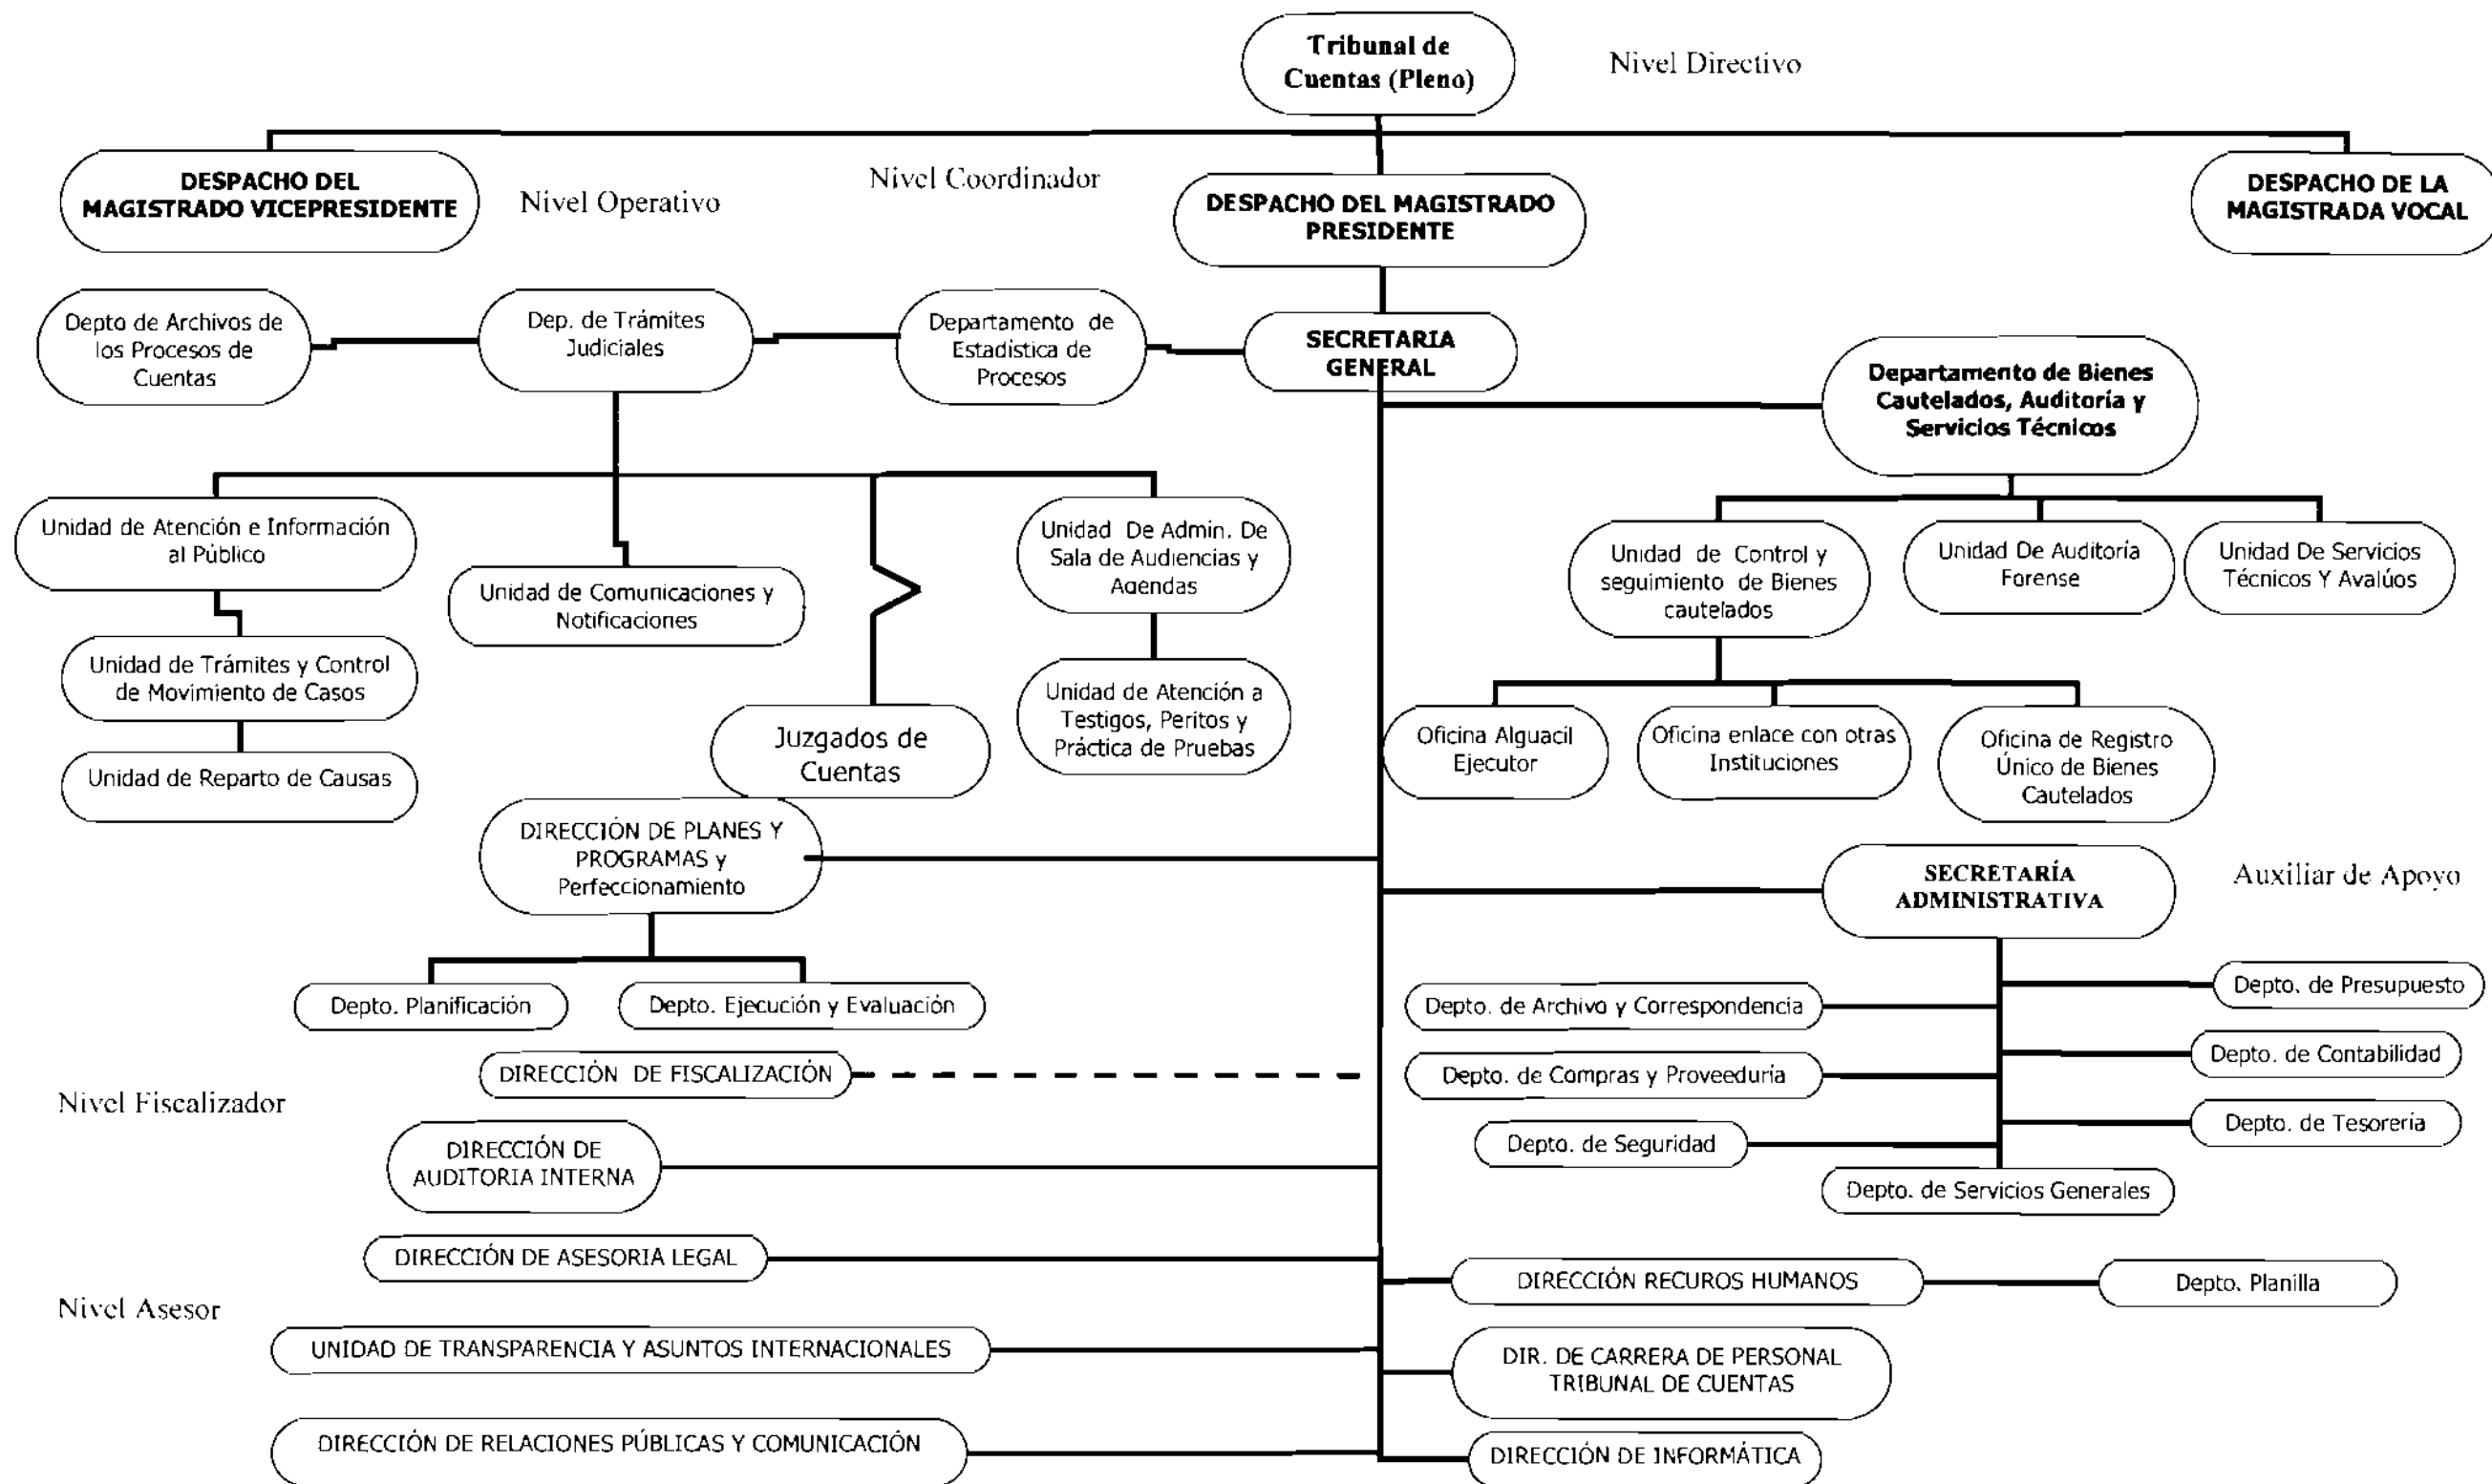 Tribunal de
Cuentas (Pleno)
Nivel Directivo
DESPACHO DEL
MAGISTRADO VICEPRESIDENTE
Nivel Operativo
Nivel Coordinador
DESPACHO DEL MAGISTRADO
PRESIDENTE
DESPACHO DE LA
MAGISTRADA VOCAL
Depto de Archivos de
los Procesos de
Cuentas
Dep. de Trámites
Judiciales
Departamento de
Estadística de
Procesos
SECRETARIA
GENERAL
Departamento de Bienes
Cautelados, Auditoría y
Servicios Técnicos
Unidad de Atención e Información
al Público
Unidad de Comunicaciones y
Notificaciones
Unidad De Admin. De
Sala de Audiencias y
Agendas
Unidad de Control y
seguimiento de Bienes
cautelados
Unidad De Auditoría
Forense
Unidad De Servicios
Técnicos Y Avalúos
Unidad de Trámites y Control
de Movimiento de Casos
Unidad de Atención a
Testigos, Peritos y
Práctica de Pruebas
Unidad de Reparto de Causas
Juzgados de
Cuentas
Oficina Alguacil
Ejecutor
Oficina enlace con otras
Instituciones
Oficina de Registro
Único de Bienes
Cautelados
DIRECCIÓN DE PLANES Y
PROGRAMAS y
Perfeccionamiento
SECRETARÍA
ADMINISTRATIVA
Auxiliar de Apoyo
Depto. Planificación
Depto. Ejecución y Evaluación
Depto. de Archivo y Correspondencia
Depto. de Presupuesto
DIRECCIÓN DE FISCALIZACIÓN
Depto. de Compras y Proveeduría
Depto. de Contabilidad
Nivel Fiscalizador
DIRECCIÓN DE
AUDITORIA INTERNA
Depto. de Seguridad
Depto. de Tesorería
Depto. de Servicios Generales
DIRECCIÓN DE ASESORIA LEGAL
DIRECCIÓN RECUROS HUMANOS
Depto. Planilla
Nivel Asesor
UNIDAD DE TRANSPARENCIA Y ASUNTOS INTERNACIONALES
DIR. DE CARRERA DE PERSONAL
TRIBUNAL DE CUENTAS
DIRECCIÓN DE RELACIONES PÚBLICAS Y COMUNICACIÓN
DIRECCIÓN DE INFORMÁTICA